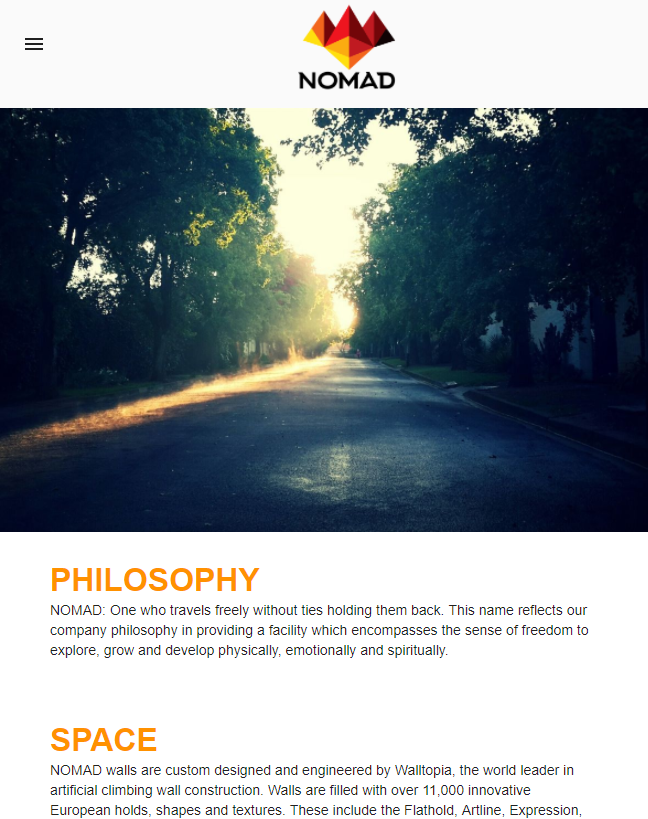 NOMAD
PHILOSOPHY
NOMAD: One who travels freely without ties holding them back. This name reflects our
company philosophy in providing a facility which encompasses the sense of freedom to
explore, grow and develop physically, emotionally and spiritually.
SPACE
NOMAD walls are custom designed and engineered by Walltopia, the world leader in
artificial climbing wall construction. Walls are filled with over 11,000 innovative
European holds, shapes and textures. These include the Flathold, Artline, Expression,